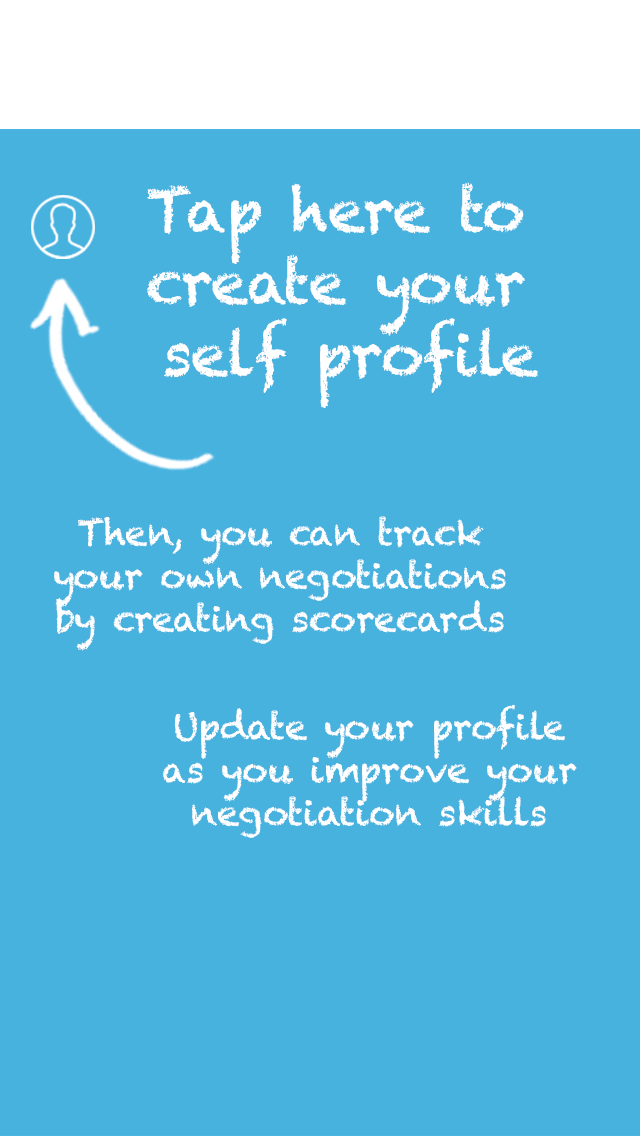 Tap here to
create your
self profile
Then, you can track
your own negotiations
by creating scorecards
Update your profile
as you improve your
negotiation skills